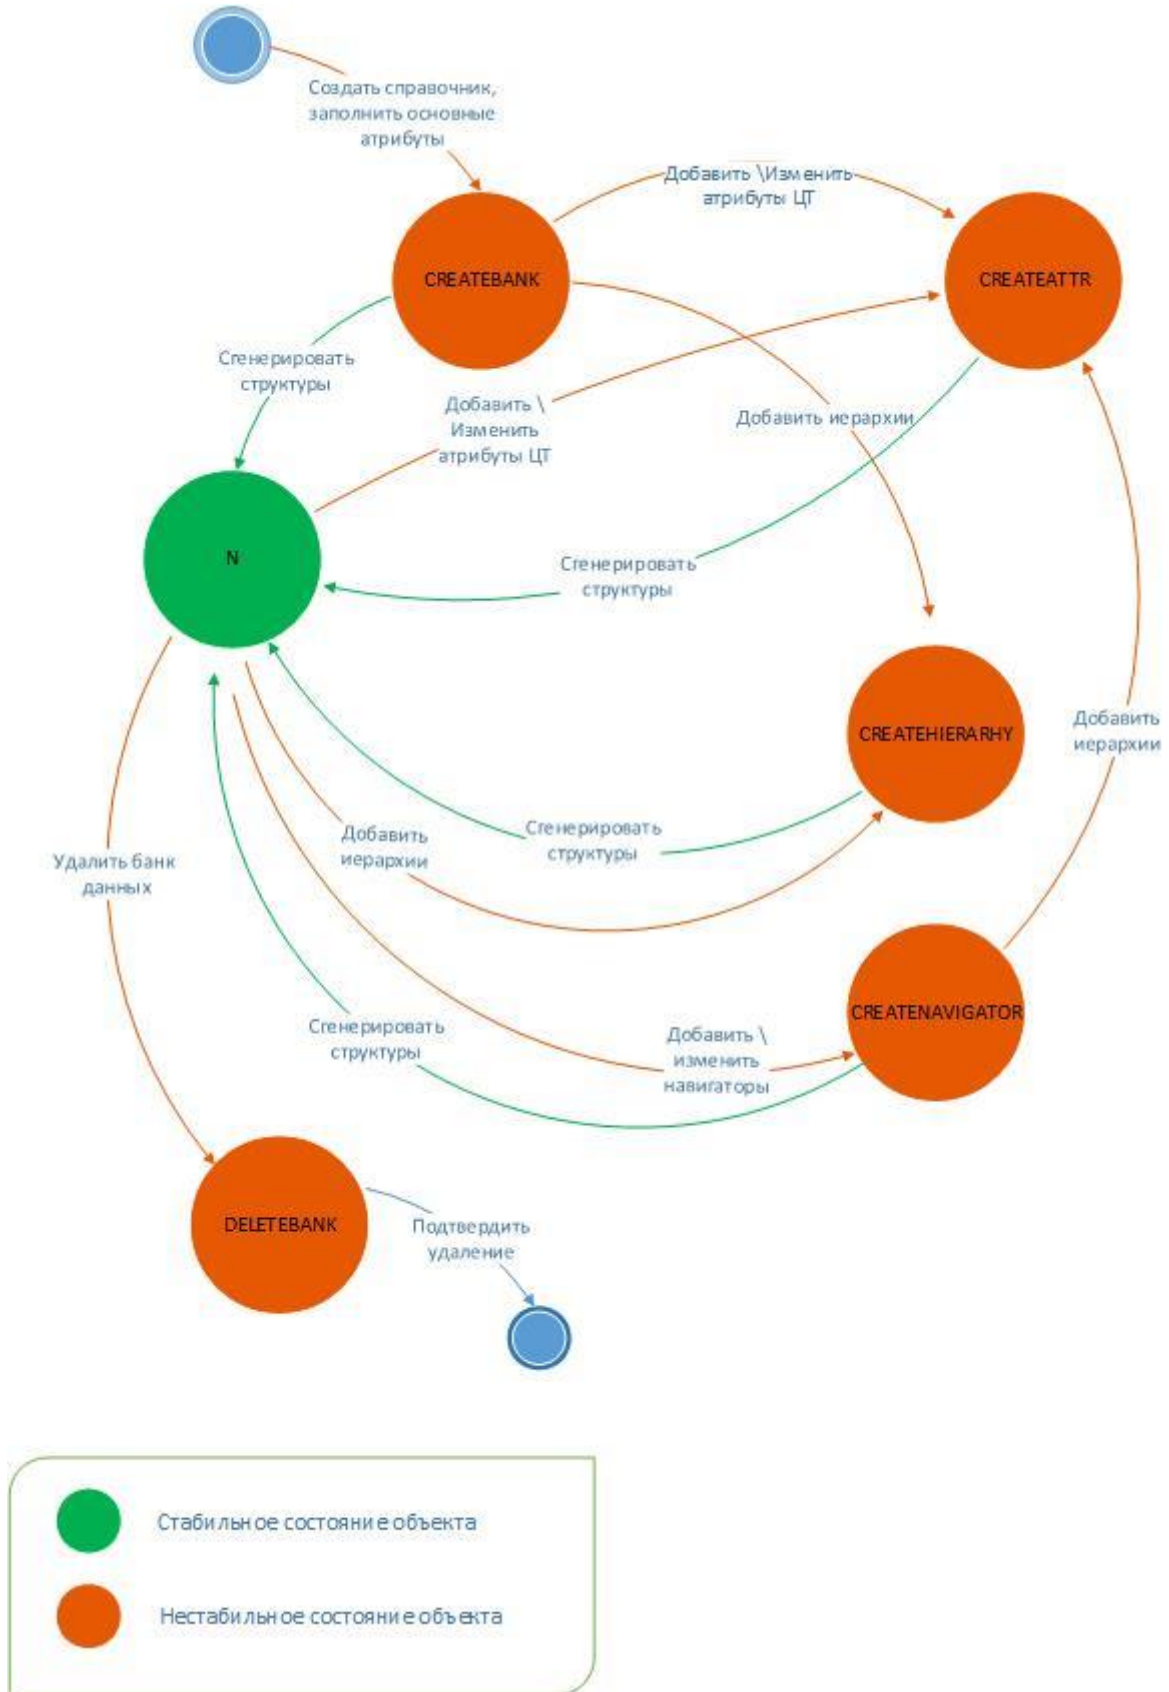 Создать справочник,
заполнить основные
атрибуты
Добавить \Изменить
атрибуты ЦТ
CREATEBANK
CREATEATTR
Сгенерировать
структуры
Добавить \
Изменить
атрибуты ЦТ
Добавить иерархии
N
Сгенерировать
структуры
CREATEHIERARHY
Добавить
иерархии
Сгенерировать
структуры
Добавить
иерархии
Удалить банк
данных
CREATENAVIGATOR
Сгенерировать
структуры
Добавить \
изменить
навигаторы
DELETEBANK
Подтвердить
удаление
Стабильное состояние объекта
Нестабильное состояние объекта